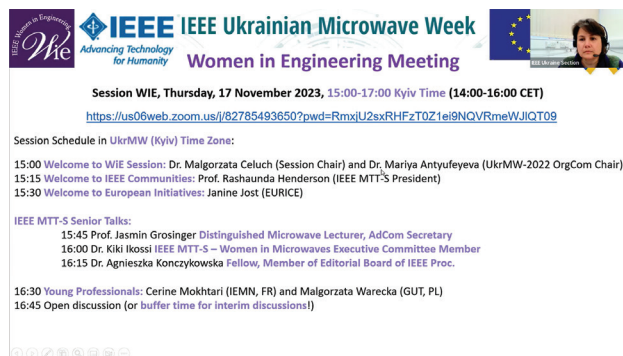 IEEE Women in Engineering
WiE
IEEE
Advancing Technology
for Humanity
IEEE Ukrainian Microwave Week
Women in Engineering Meeting
IEEE Ukraine Section
Session WIE, Thursday, 17 November 2023, 15:00-17:00 Kyiv Time (14:00-16:00 CET)
https://us06web.zoom.us/j/82785493650?pwd=RmxjU2sxRHFzT0Z1ei9NQVRmeWJIQT09
Session Schedule in UkrMW (Kyiv) Time Zone:
15:00 Welcome to WiE Session: Dr. Malgorzata Celuch (Session Chair) and Dr. Mariya Antyufeyeva (UkrMW-2022 OrgCom Chair)
15:15 Welcome to IEEE Communities: Prof. Rashaunda Henderson (IEEE MTT-S President)
15:30 Welcome to European Initiatives: Janine Jost (EURICE)
IEEE MTT-S Senior Talks:
15:45 Prof. Jasmin Grosinger Distinguished Microwave Lecturer, AdCom Secretary
16:00 Dr. Kiki Ikossi IEEE MTT-S – Women in Microwaves Executive Committee Member
16:15 Dr. Agnieszka Konczykowska Fellow, Member of Editorial Board of IEEE Proc.
16:30 Young Professionals: Cerine Mokhtari (IEMN, FR) and Malgorzata Warecka (GUT, PL)
16:45 Open discussion (or buffer time for interim discussions!)